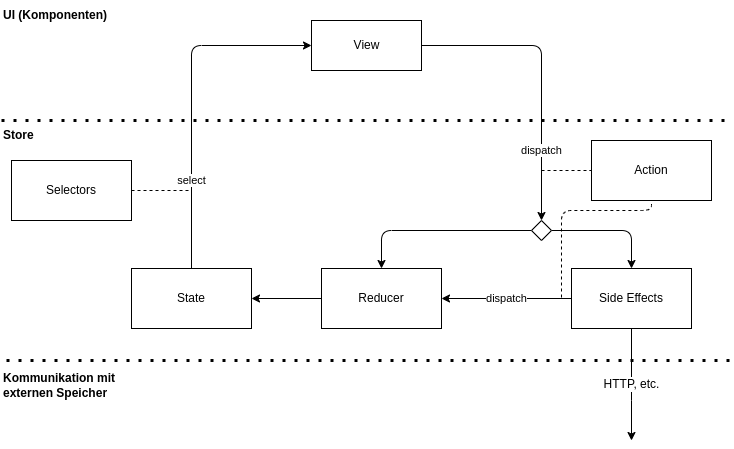 UI (Komponenten)
View
Store
dispatch
Action
Selectors
select
State
Reducer
dispatch
Side Effects
Kommunikation mit
externen Speicher
HTTP, etc.